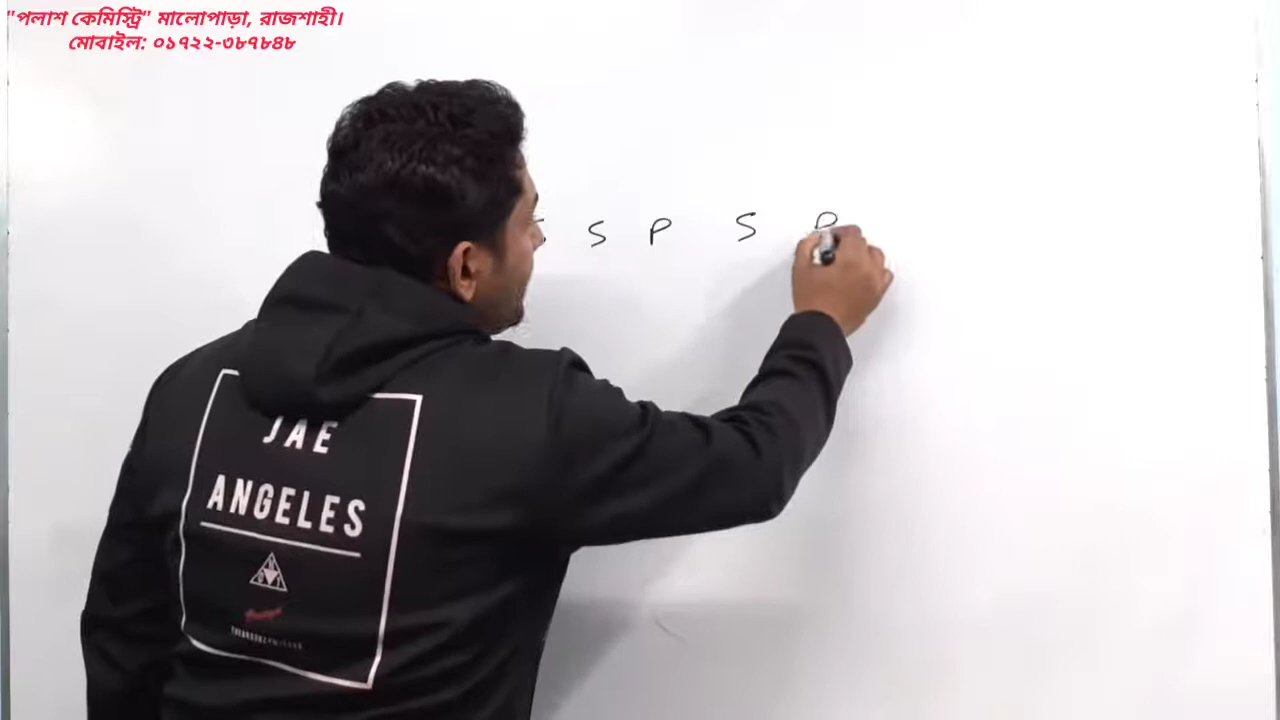 "পলাশ কেমিস্ট্রি" মালোপাড়া, রাজশাহী।
মোবাইল: ০১৭২২-৩৮৭৮৪৮
S P S P
JAE
ANGELES